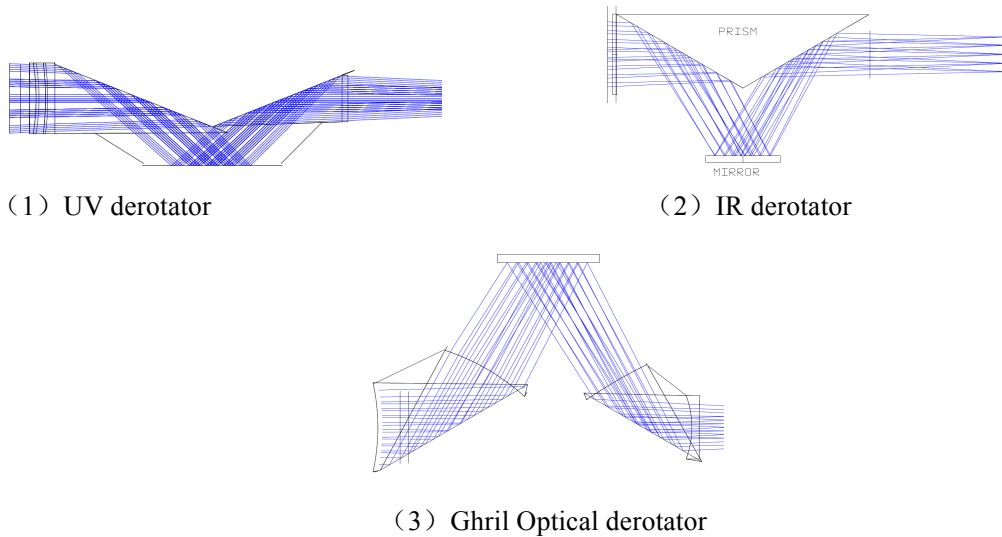 PRISM
MIRROR
（1）UV derotator
（2）IR derotator
（3）Ghril Optical derotator